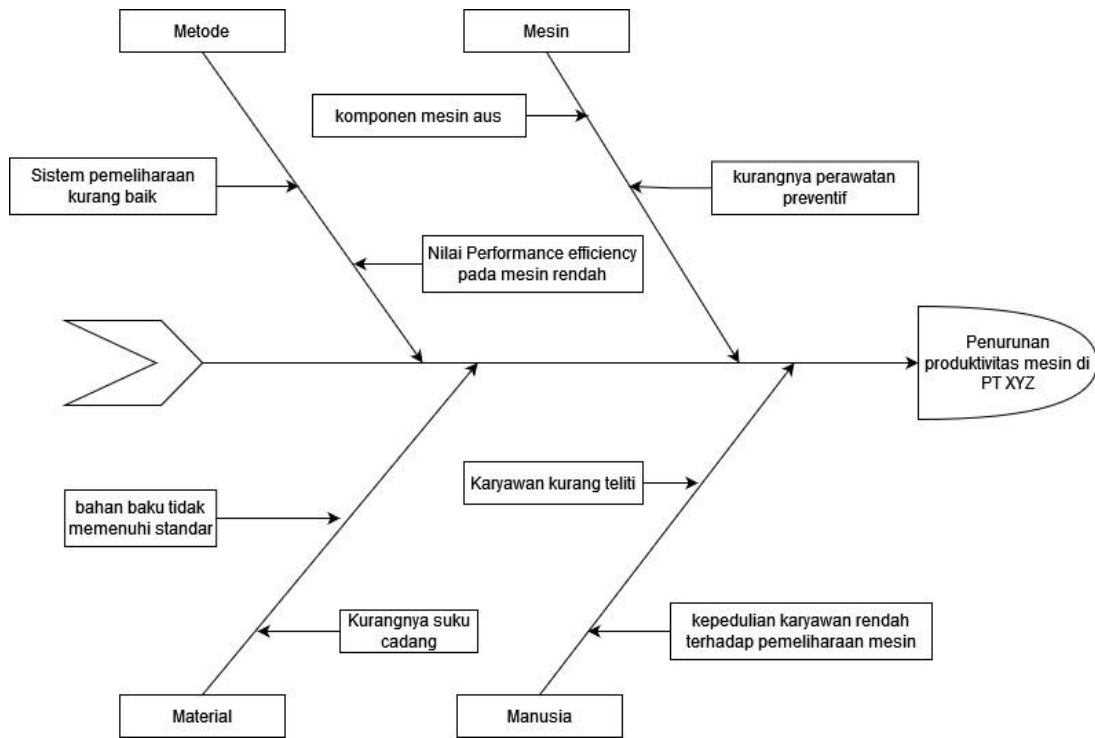 Metode
Mesin
komponen mesin aus
Sistem pemeliharaan
kurang baik
kurangnya perawatan
preventif
Nilai Performance efficiency
pada mesin rendah
Penurunan
produktivitas mesin di
PT XYZ
Karyawan kurang teliti
bahan baku tidak
memenuhi standar
Kurangnya suku
cadang
kepedulian karyawan rendah
terhadap pemeliharaan mesin
Material
Manusia